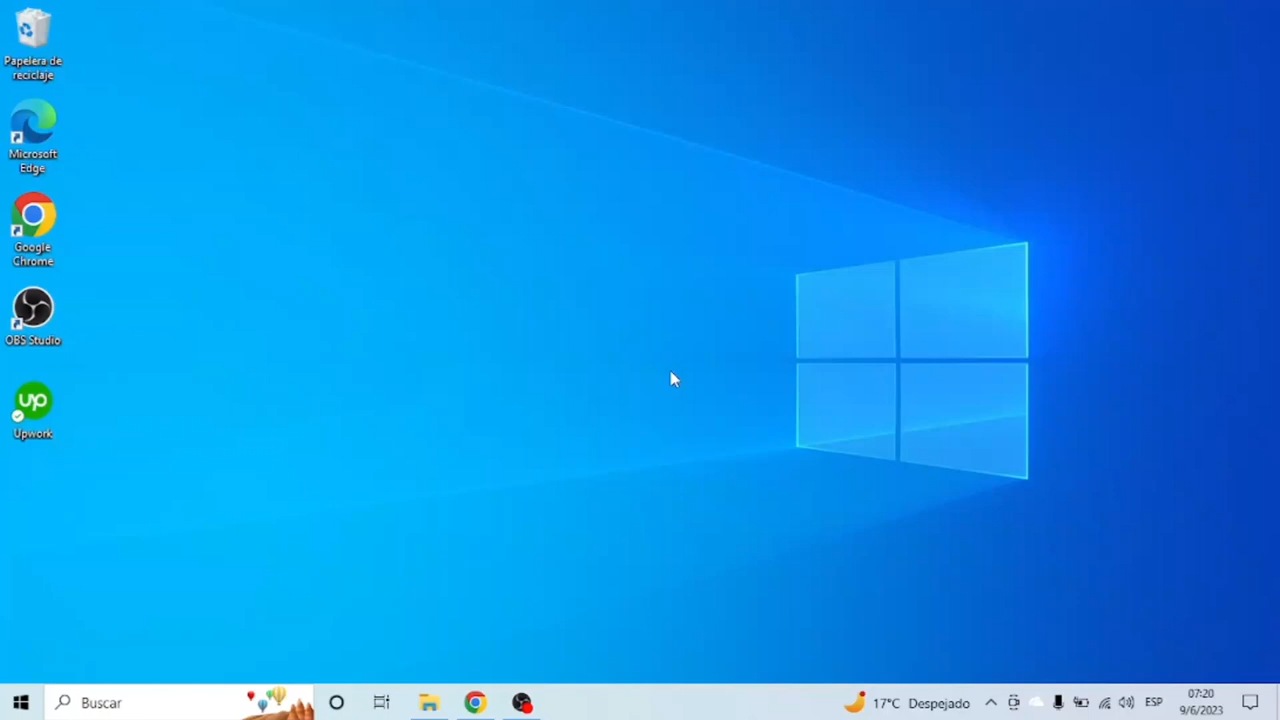 Papelera de
reciclaje
Microsoft
Edge
Google
Chrome
OBS Studio
up
Upwork
Buscar
17°C Despejado
ESP
07:20
9/6/2023